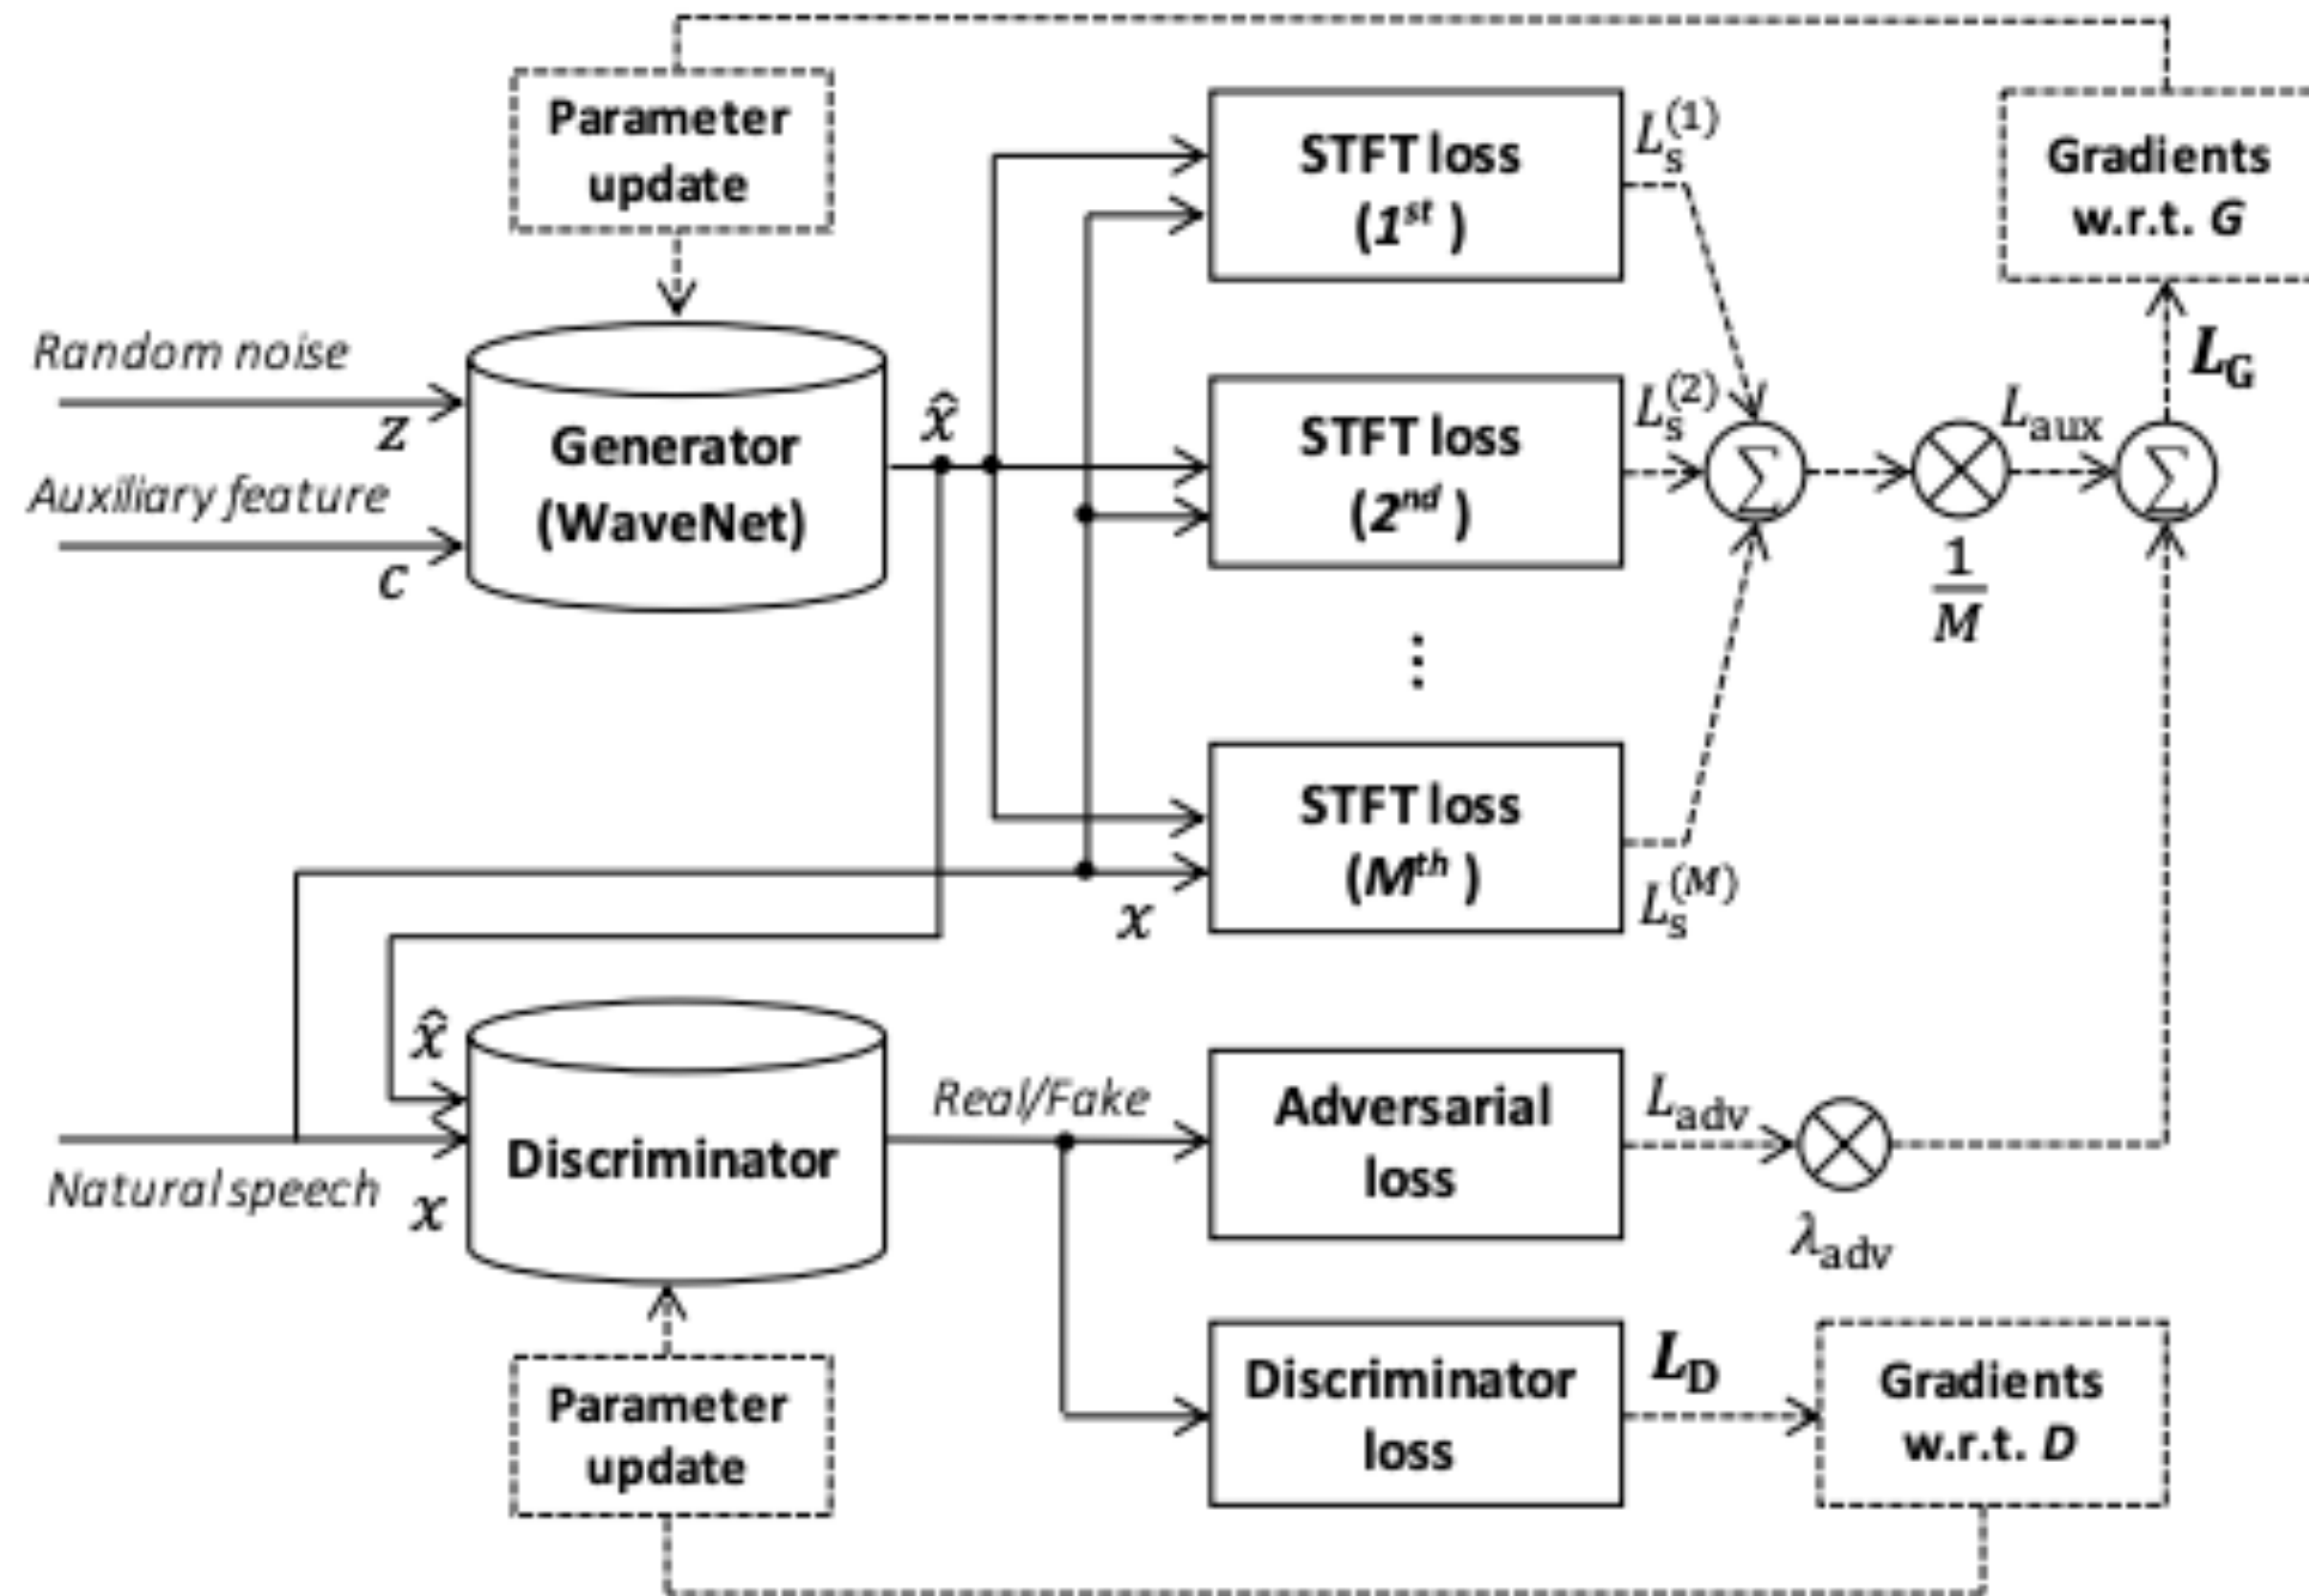 Parameter
update
STFT loss
(1st )
Ls(1)
Gradients
w.r.t. G
Random noise
z
Auxiliary feature
c
Generator
(WaveNet)
x̂
STFT loss
(2nd )
Ls(2)
Σ
1
M
Laux
Σ
LG
⋮
STFT loss
(Mth )
Ls(M)
x
x̂
Natural speech
x
Discriminator
Real/Fake
Adversarial
loss
Ladv
λadv
Parameter
update
Discriminator
loss
LD
Gradients
w.r.t. D